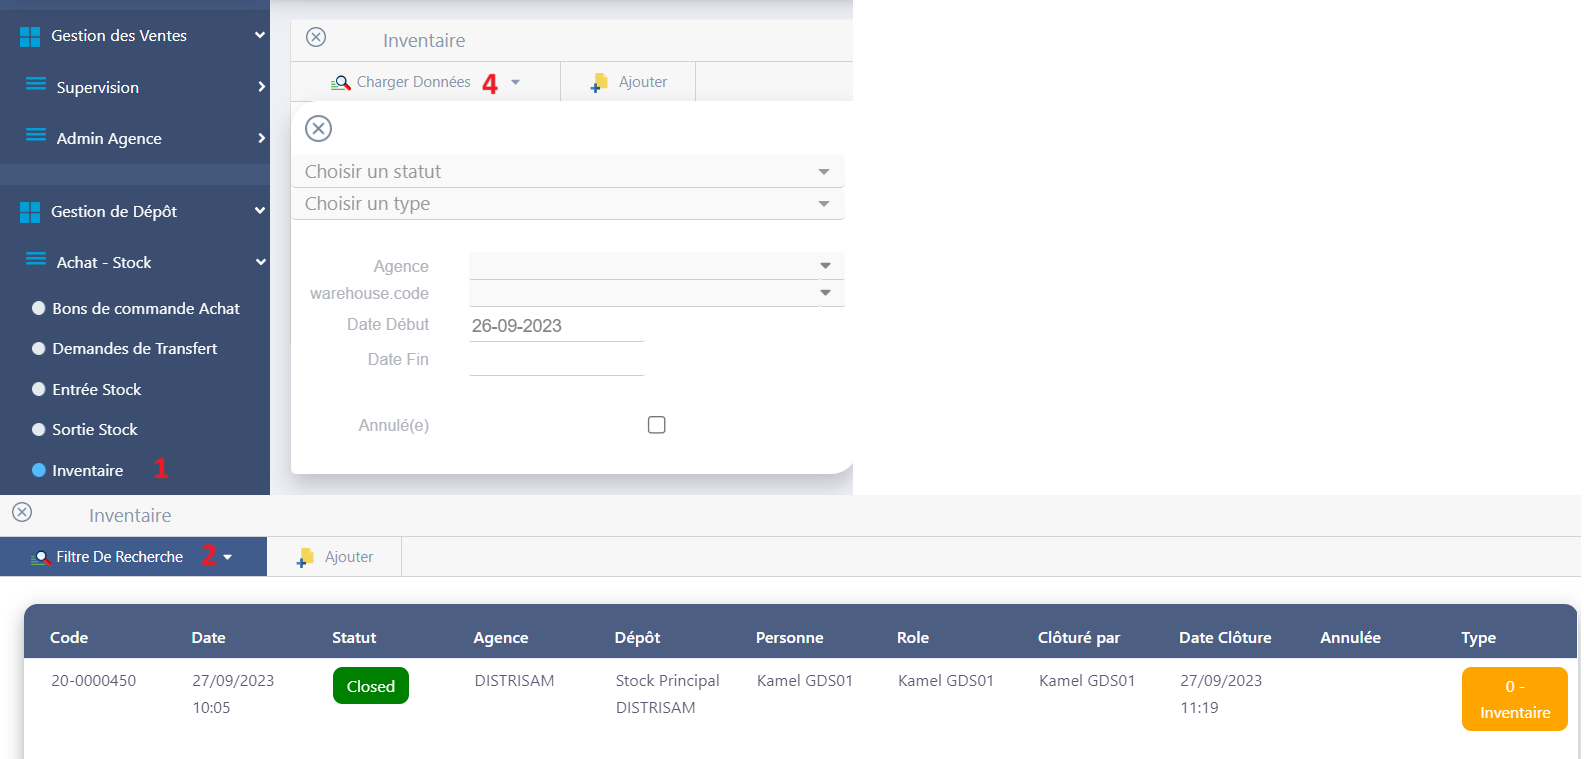 Gestion des Ventes
Supervision
Admin Agence
Gestion de Dépôt
Achat - Stock
Bons de commande Achat
Demandes de Transfert
Entrée Stock
Sortie Stock
Inventaire 1
Inventaire
Charger Données 4 Ajouter
Choisir un statut
Choisir un type
Agence
warehouse.code
Date Début 26-09-2023
Date Fin
Annulé(e)
Inventaire
Filtre De Recherche 2 Ajouter
Code Date Statut Agence Dépôt Personne Role Clôturé par Date Clôture Annulée Type
20-0000450 27/09/2023 Closed DISTRISAM Stock Principal Kamel GDS01 Kamel GDS01 Kamel GDS01 27/09/2023 0 -
10:05 DISTRISAM 11:19 Inventaire